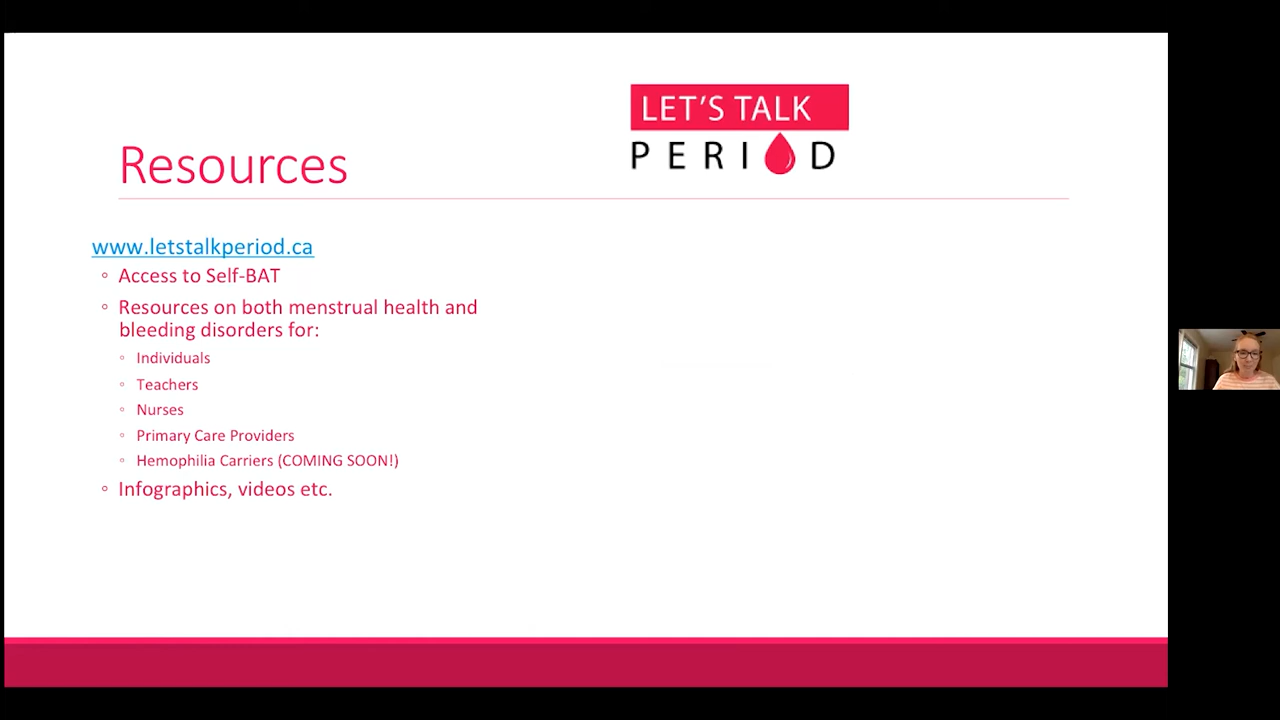 LET'S TALK
PERIOD
Resources
www.letstalkperiod.ca
◦ Access to Self-BAT
◦ Resources on both menstrual health and
bleeding disorders for:
◦ Individuals
◦ Teachers
◦ Nurses
◦ Primary Care Providers
◦ Hemophilia Carriers (COMING SOON!)
◦ Infographics, videos etc.